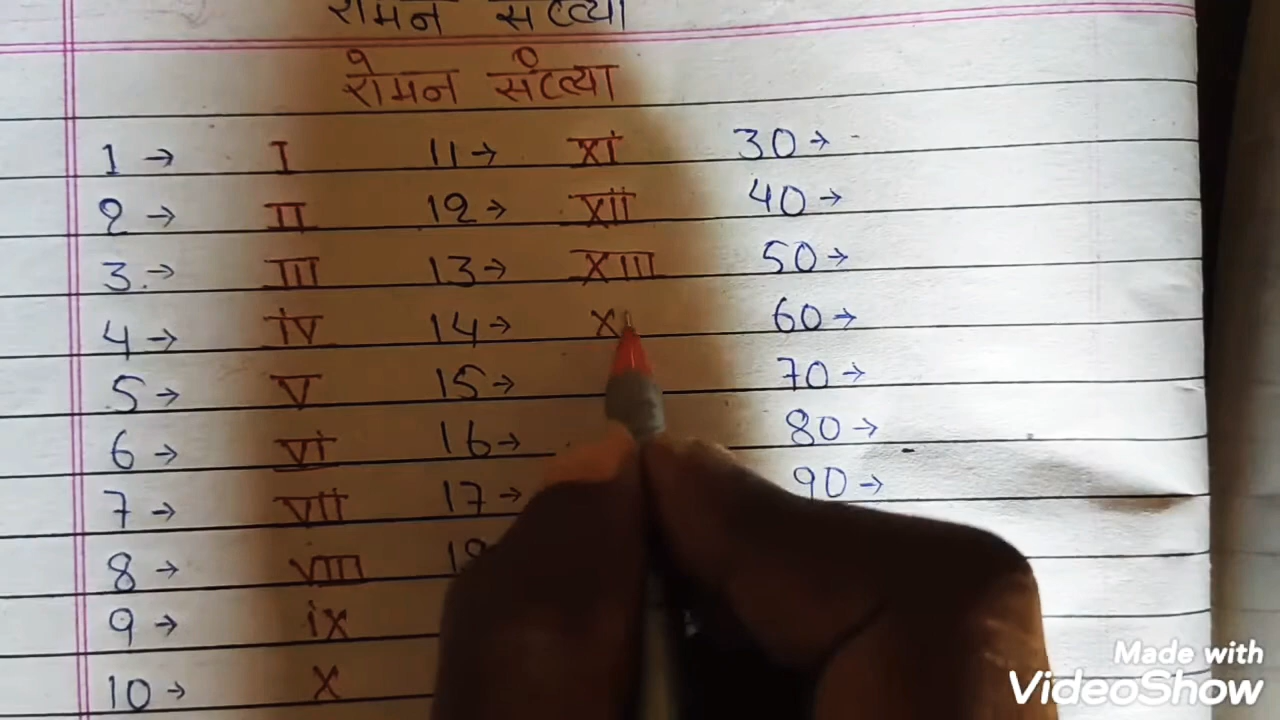 रोमन संख्या
रोमन संख्या
1 → I 11 → XI 30 →
2 → II 12 → XII 40 →
3 → III 13 → XIII 50 →
4 → iV 14 → X 60 →
5 → V 15 → 70 →
6 → Vi 16 → 80 →
7 → VII 17 → 90 →
8 → VIII
9 → ix
10 → X
Made with
VideoShow